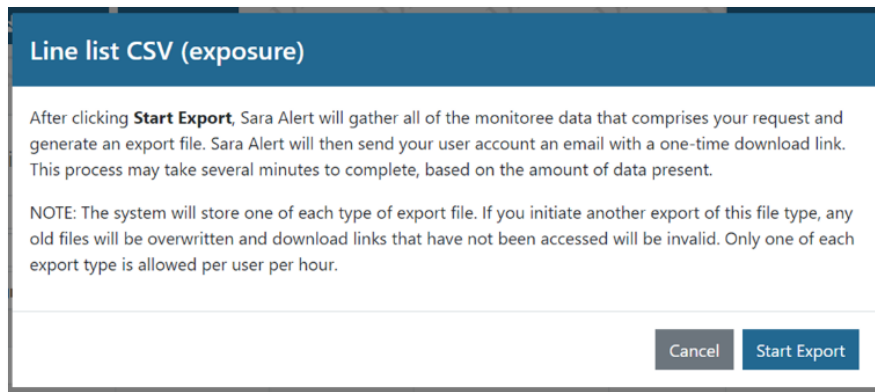 Line list CSV (exposure)
After clicking Start Export, Sara Alert will gather all of the monitoree data that comprises your request and
generate an export file. Sara Alert will then send your user account an email with a one-time download link.
This process may take several minutes to complete, based on the amount of data present.
NOTE: The system will store one of each type of export file. If you initiate another export of this file type, any
old files will be overwritten and download links that have not been accessed will be invalid. Only one of each
export type is allowed per user per hour.
Cancel Start Export